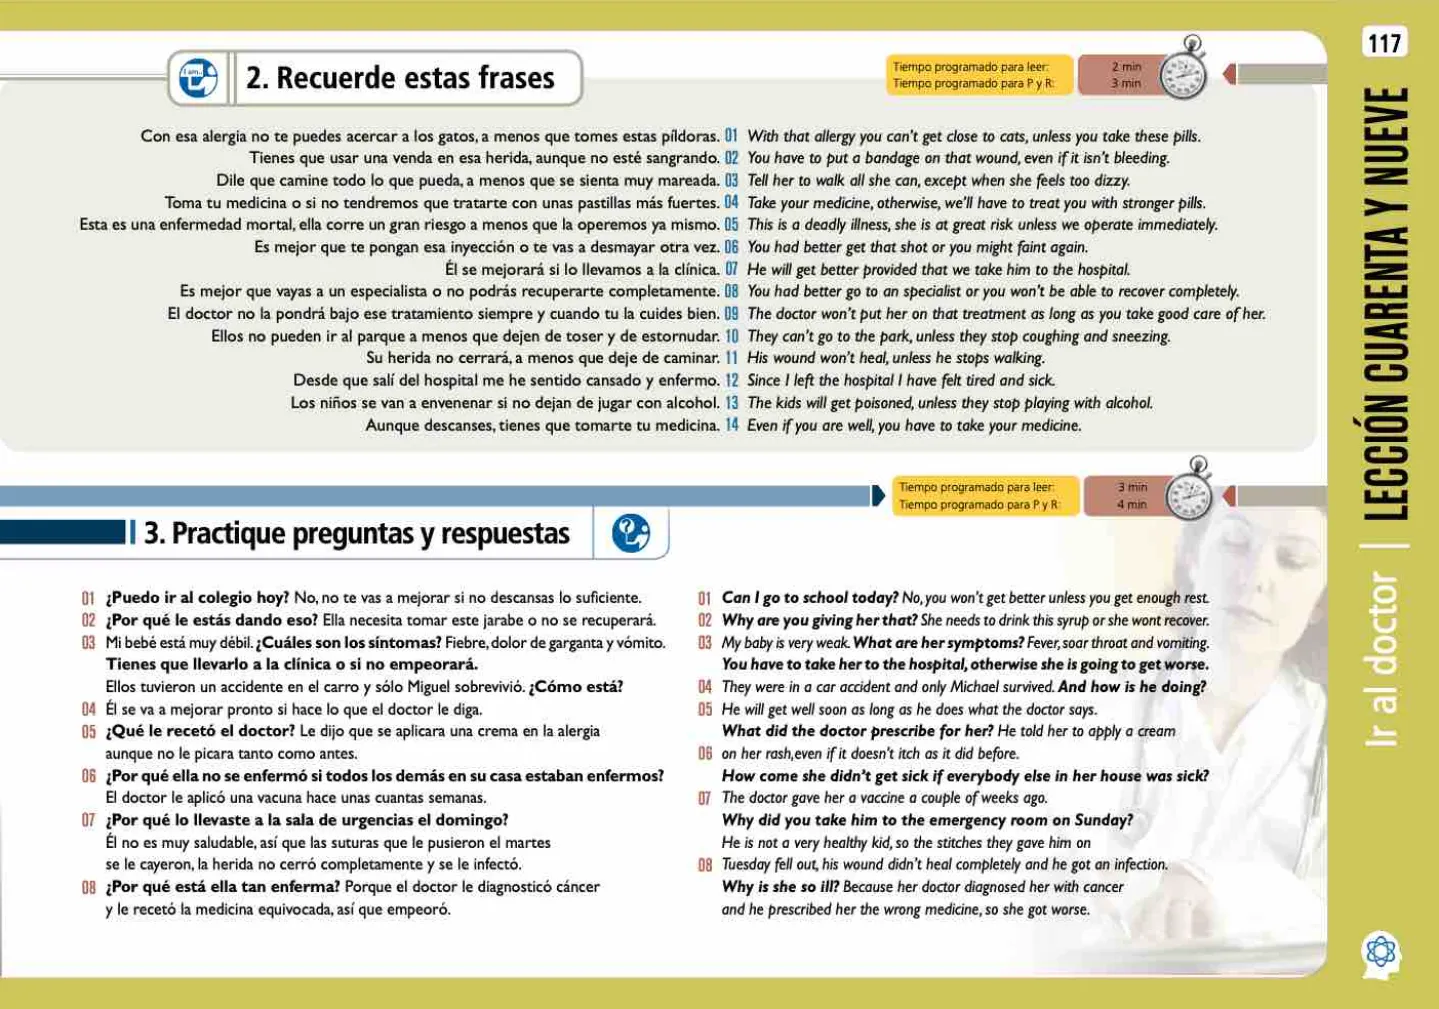 117
LECCIÓN CUARENTA Y NUEVE
Ir al doctor
I am...
2. Recuerde estas frases
Tiempo programado para leer: 2 min
Tiempo programado para P y R: 3 min
Con esa alergia no te puedes acercar a los gatos, a menos que tomes estas píldoras. 01 With that allergy you can't get close to cats, unless you take these pills.
Tienes que usar una venda en esa herida, aunque no esté sangrando. 02 You have to put a bandage on that wound, even if it isn't bleeding.
Dile que camine todo lo que pueda, a menos que se sienta muy mareada. 03 Tell her to walk all she can, except when she feels too dizzy.
Toma tu medicina o si no tendremos que tratarte con unas pastillas más fuertes. 04 Take your medicine, otherwise, we'll have to treat you with stronger pills.
Esta es una enfermedad mortal, ella corre un gran riesgo a menos que la operemos ya mismo. 05 This is a deadly illness, she is at great risk unless we operate immediately.
Es mejor que te pongan esa inyección o te vas a desmayar otra vez. 06 You had better get that shot or you might faint again.
Él se mejorará si lo llevamos a la clínica. 07 He will get better provided that we take him to the hospital.
Es mejor que vayas a un especialista o no podrás recuperarte completamente. 08 You had better go to an specialist or you won't be able to recover completely.
El doctor no la pondrá bajo ese tratamiento siempre y cuando tu la cuides bien. 09 The doctor won't put her on that treatment as long as you take good care of her.
Ellos no pueden ir al parque a menos que dejen de toser y de estornudar. 10 They can't go to the park, unless they stop coughing and sneezing.
Su herida no cerrará, a menos que deje de caminar. 11 His wound won't heal, unless he stops walking.
Desde que salí del hospital me he sentido cansado y enfermo. 12 Since I left the hospital I have felt tired and sick.
Los niños se van a envenenar si no dejan de jugar con alcohol. 13 The kids will get poisoned, unless they stop playing with alcohol.
Aunque descanses, tienes que tomarte tu medicina. 14 Even if you are well, you have to take your medicine.
Tiempo programado para leer: 3 min
Tiempo programado para P y R: 4 min
3. Practique preguntas y respuestas
01 ¿Puedo ir al colegio hoy? No, no te vas a mejorar si no descansas lo suficiente.
02 ¿Por qué le estás dando eso? Ella necesita tomar este jarabe o no se recuperará.
03 Mi bebé está muy débil. ¿Cuáles son los síntomas? Fiebre, dolor de garganta y vómito.
Tienes que llevarlo a la clínica o si no empeorará.
Ellos tuvieron un accidente en el carro y sólo Miguel sobrevivió. ¿Cómo está?
04 Él se va a mejorar pronto si hace lo que el doctor le diga.
05 ¿Qué le recetó el doctor? Le dijo que se aplicara una crema en la alergia
aunque no le picara tanto como antes.
06 ¿Por qué ella no se enfermó si todos los demás en su casa estaban enfermos?
El doctor le aplicó una vacuna hace unas cuantas semanas.
07 ¿Por qué lo llevaste a la sala de urgencias el domingo?
Él no es muy saludable, así que las suturas que le pusieron el martes
se le cayeron, la herida no cerró completamente y se le infectó.
08 ¿Por qué está ella tan enferma? Porque el doctor le diagnosticó cáncer
y le recetó la medicina equivocada, así que empeoró.
01 Can I go to school today? No, you won't get better unless you get enough rest.
02 Why are you giving her that? She needs to drink this syrup or she wont recover.
03 My baby is very weak. What are her symptoms? Fever, soar throat and vomiting.
You have to take her to the hospital, otherwise she is going to get worse.
04 They were in a car accident and only Michael survived. And how is he doing?
05 He will get well soon as long as he does what the doctor says.
What did the doctor prescribe for her? He told her to apply a cream
06 on her rash, even if it doesn't itch as it did before.
How come she didn't get sick if everybody else in her house was sick?
07 The doctor gave her a vaccine a couple of weeks ago.
Why did you take him to the emergency room on Sunday?
He is not a very healthy kid, so the stitches they gave him on
08 Tuesday fell out, his wound didn't heal completely and he got an infection.
Why is she so ill? Because her doctor diagnosed her with cancer
and he prescribed her the wrong medicine, so she got worse.